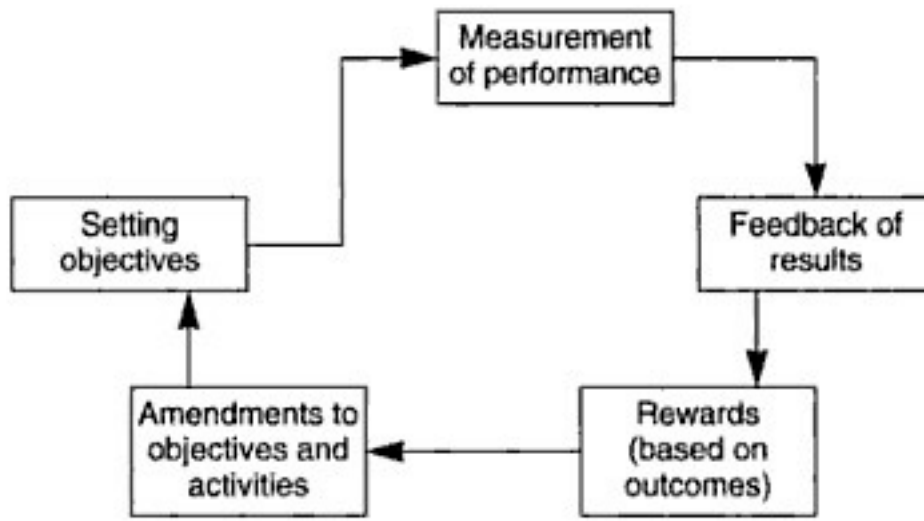 Measurement
of performance
Setting
objectives
Feedback of
results
Amendments to
objectives and
activities
Rewards
(based on
outcomes)